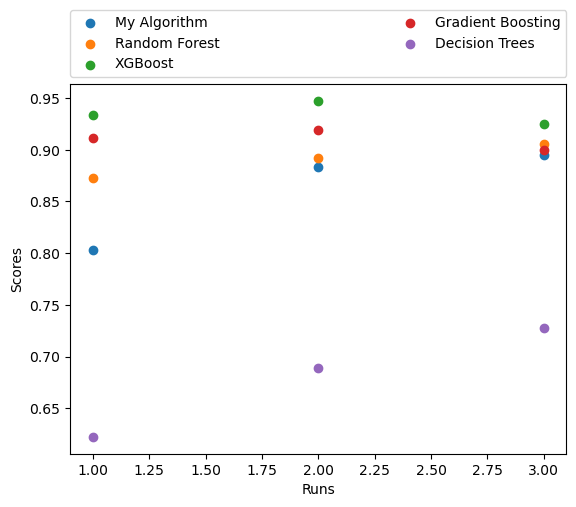 My Algorithm
Random Forest
XGBoost
Gradient Boosting
Decision Trees
0.95
0.90
0.85
0.80
0.75
0.70
0.65
Scores
1.00 1.25 1.50 1.75 2.00 2.25 2.50 2.75 3.00
Runs